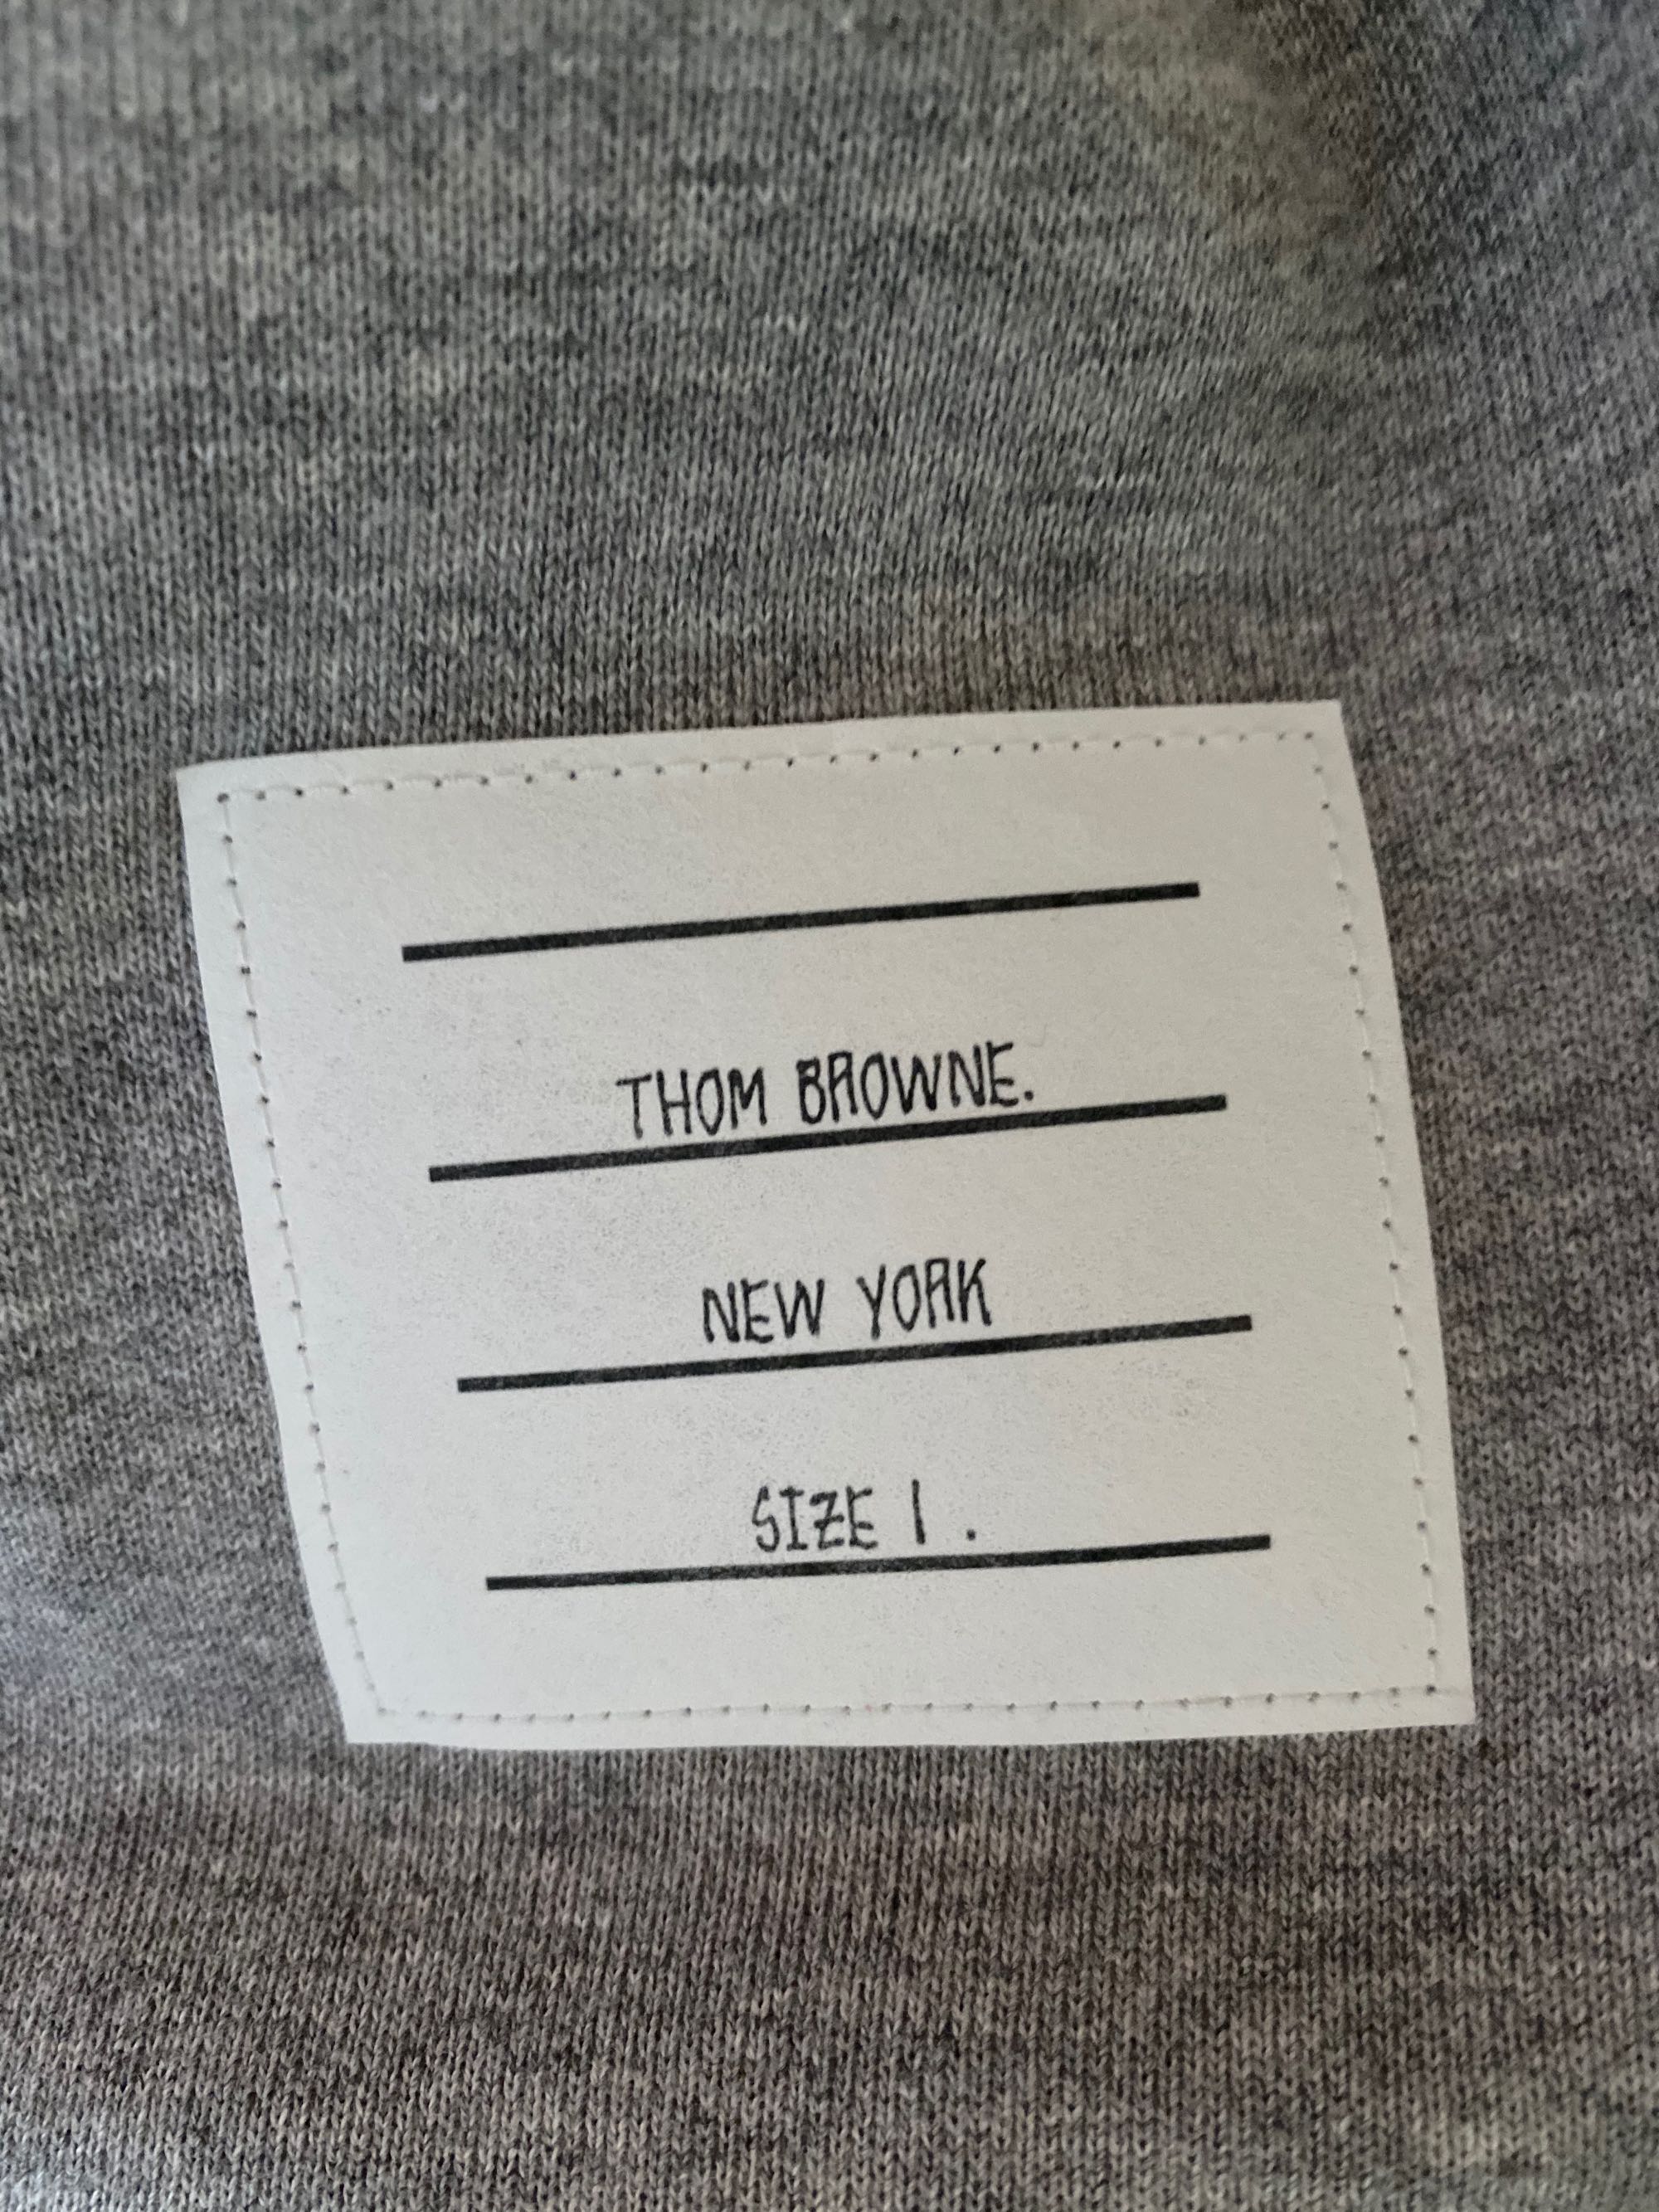 THOM BROWNE.
NEW YORK
SIZE 1 .